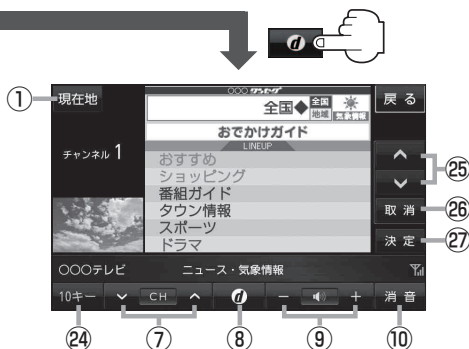 d
① 現在地
○○○ワンセグ
全国◆ 全国 地域 気象情報
戻る
おでかけガイド
LINEUP
チャンネル 1
おすすめ
ショッピング
番組ガイド
タウン情報
スポーツ
ドラマ
㉕
取消 ㉖
決定 ㉗
○○○テレビ ニュース・気象情報
10キー CH d − + 消音
㉔ ⑦ ⑧ ⑨ ⑩